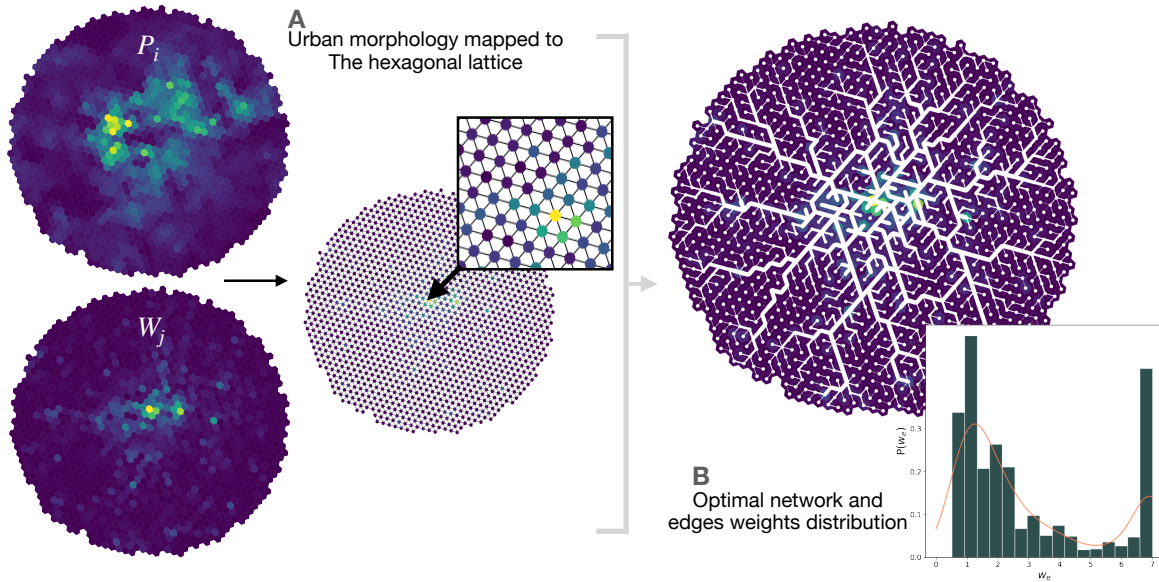 A
P_i
Urban morphology mapped to
The hexagonal lattice
W_j
B
Optimal network and
edges weights distribution
P(w_e)
0.3
0.2
0.1
0.0
0 1 2 3 4 5 6 7
w_e